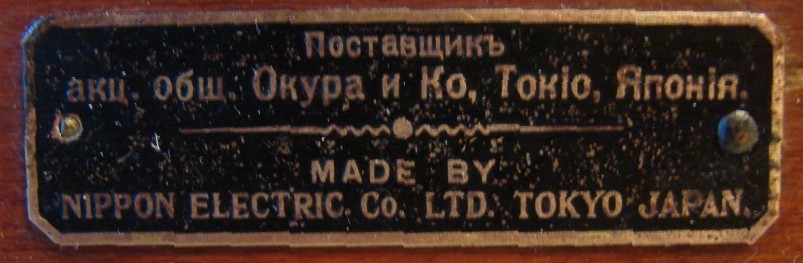 Поставщикъ
акц. общ. Окура и Ко, Токіо, Японія.
MADE BY
NIPPON ELECTRIC. Co. LTD. TOKYO JAPAN.